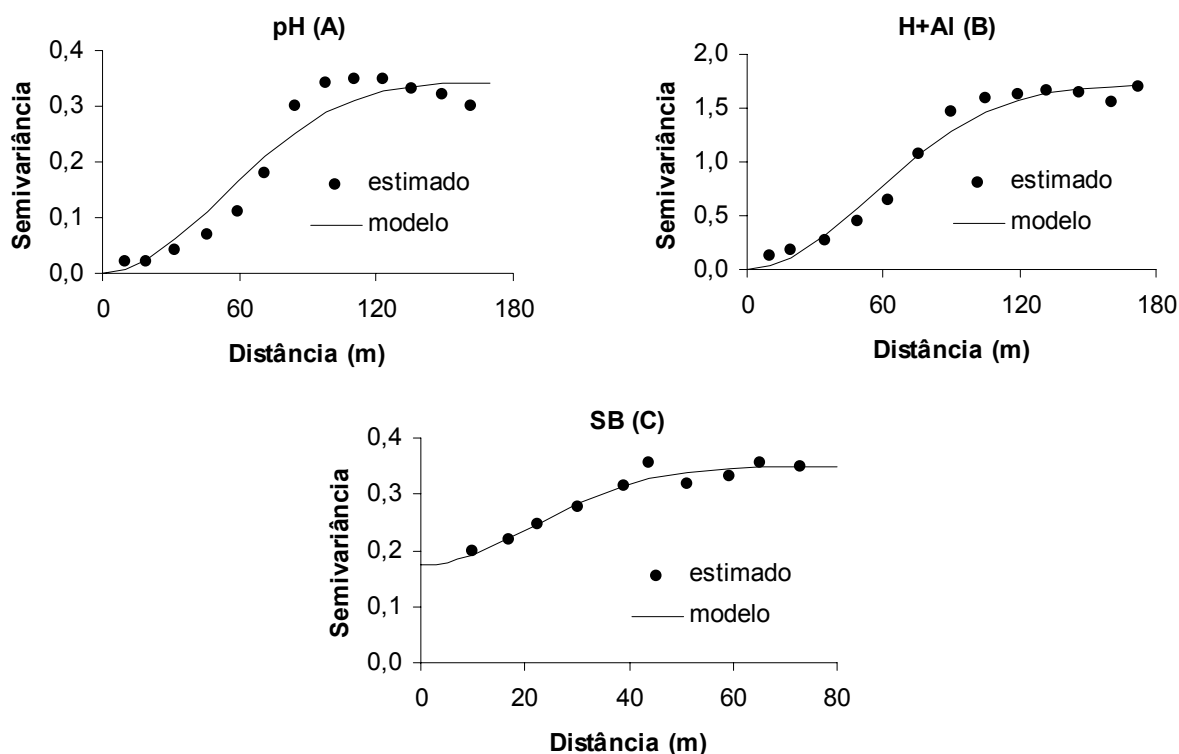 pH (A)
0,4
0,3
0,2
0,1
0,0
Semivariância
estimado
modelo
0 60 120 180
Distância (m)
H+Al (B)
2,0
1,5
1,0
0,5
0,0
Semivariância
estimado
modelo
0 60 120 180
Distância (m)
SB (C)
0,4
0,3
0,2
0,1
0,0
Semivariância
estimado
modelo
0 20 40 60 80
Distância (m)